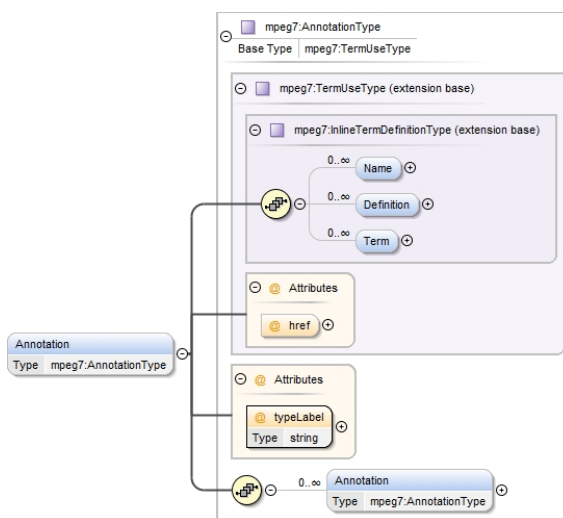 mpeg7:AnnotationType
Base Type mpeg7:TermUseType
mpeg7:TermUseType (extension base)
mpeg7:InlineTermDefinitionType (extension base)
0..∞ Name
0..∞ Definition
0..∞ Term
@ Attributes
@ href
Annotation
Type mpeg7:AnnotationType
@ Attributes
@ typeLabel
Type string
0..∞ Annotation
Type mpeg7:AnnotationType